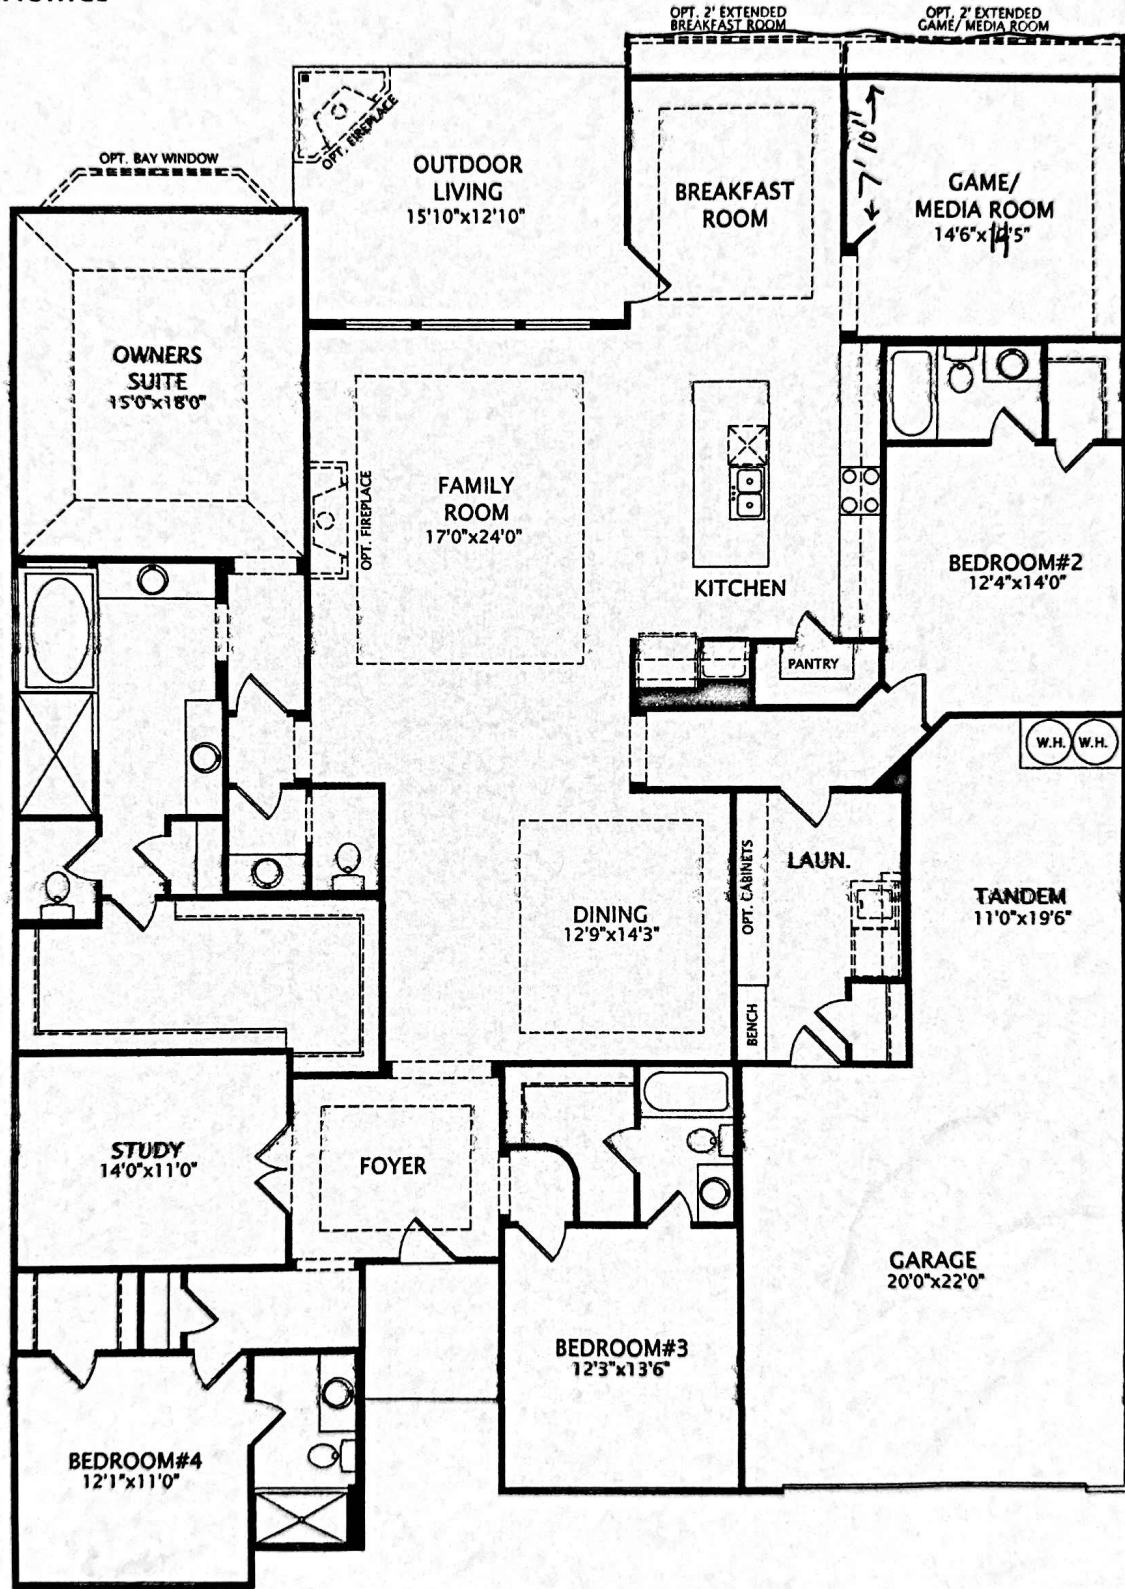 OPT. 2' EXTENDED
BREAKFAST ROOM
OPT. 2' EXTENDED
GAME/ MEDIA ROOM
OPT. FIREPLACE
OPT. BAY WINDOW
OUTDOOR
LIVING
15'10"x12'10"
BREAKFAST
ROOM
7' 10"
GAME/
MEDIA ROOM
14'6"x14'5"
OWNERS
SUITE
15'0"x18'0"
FAMILY
ROOM
17'0"x24'0"
OPT. FIREPLACE
KITCHEN
BEDROOM#2
12'4"x14'0"
PANTRY
W.H.
W.H.
OPT. CABINETS
LAUN.
TANDEM
11'0"x19'6"
DINING
12'9"x14'3"
BENCH
STUDY
14'0"x11'0"
FOYER
GARAGE
20'0"x22'0"
BEDROOM#3
12'3"x13'6"
BEDROOM#4
12'1"x11'0"